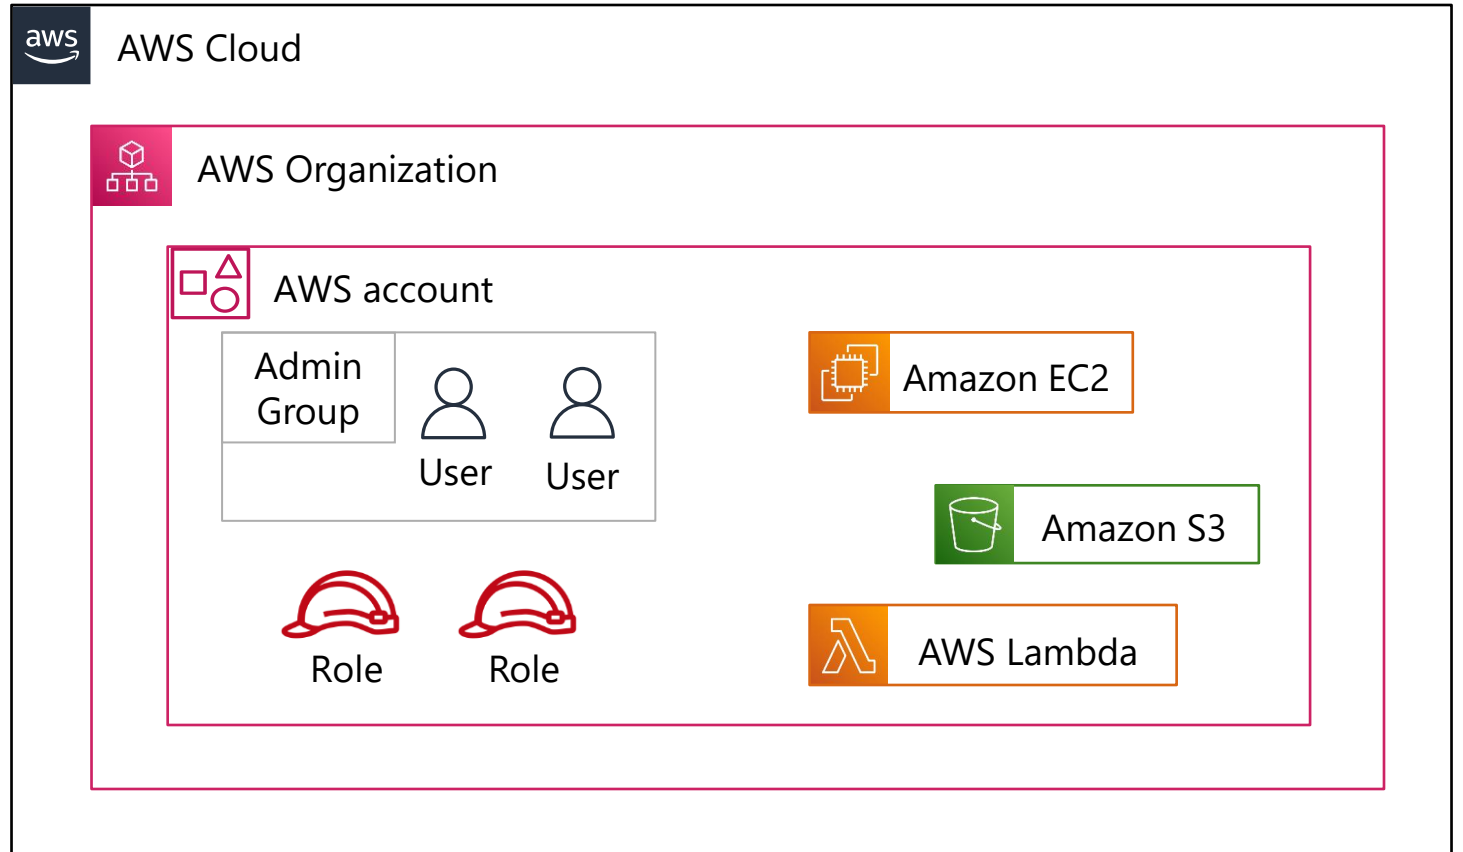 aws
AWS Cloud
AWS Organization
AWS account
Admin
Group
User
User
Role
Role
Amazon EC2
Amazon S3
AWS Lambda